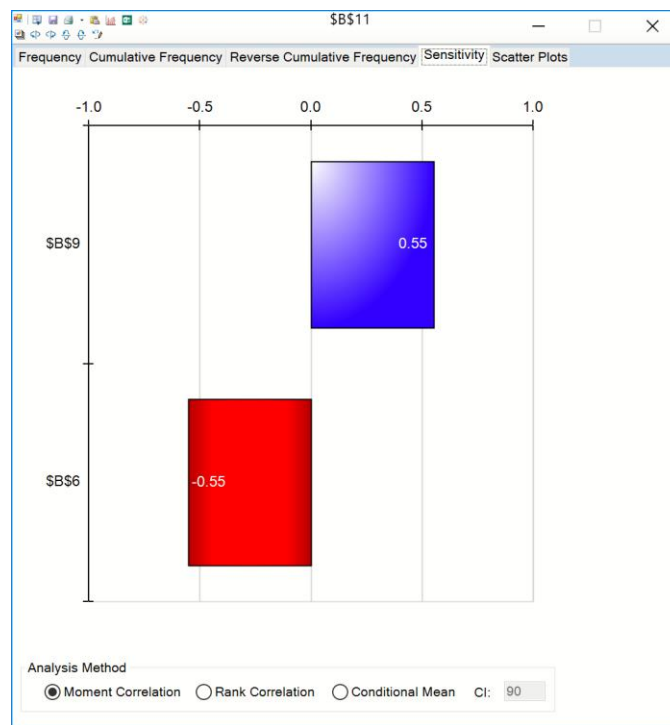 $B$11
Frequency Cumulative Frequency Reverse Cumulative Frequency Sensitivity Scatter Plots
-1.0 -0.5 0.0 0.5 1.0
$B$9 0.55
$B$6 -0.55
Analysis Method
Moment Correlation Rank Correlation Conditional Mean CI: 90